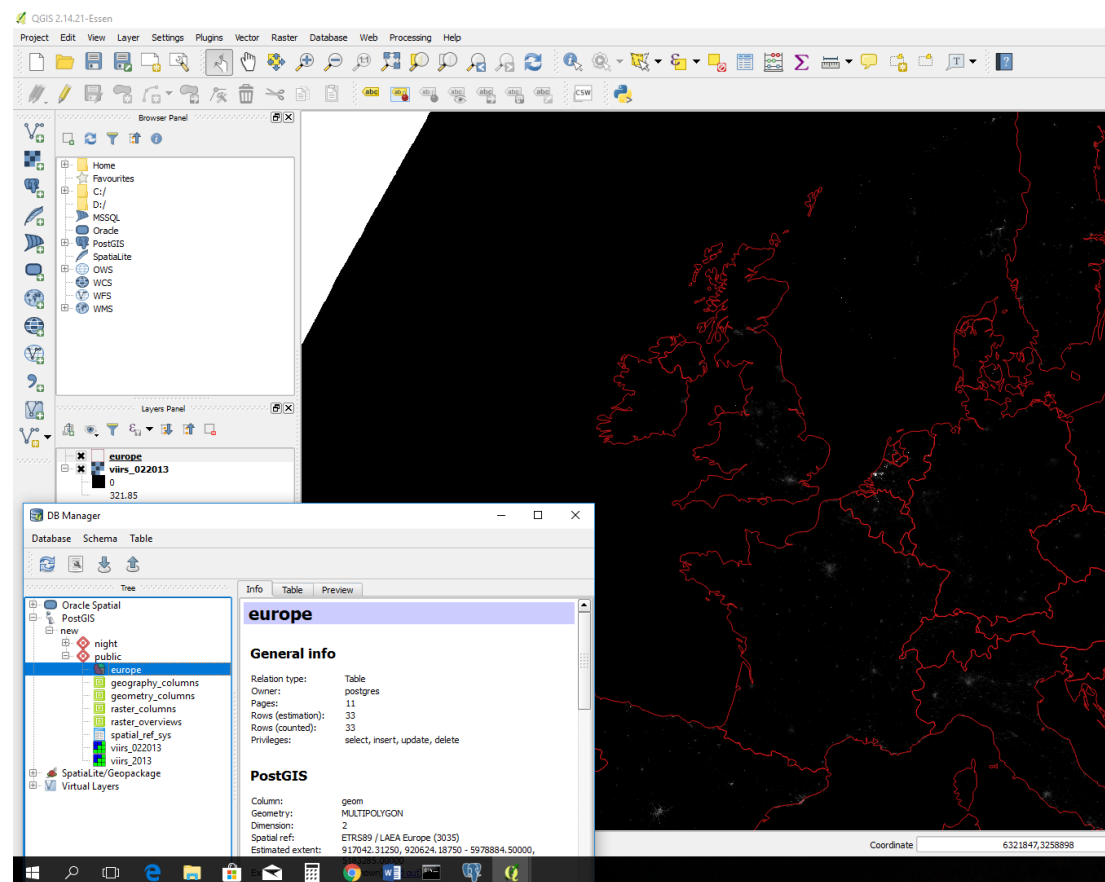 QGIS 2.14.21-Essen
Project Edit View Layer Settings Plugins Vector Raster Database Web Processing Help
abc ab abc abc abc abc CSW
Browser Panel
Home
Favourites
C:/
D:/
MSSQL
Oracle
PostGIS
SpatiaLite
OWS
WCS
WFS
WMS
Layers Panel
europe
viirs_022013
0
321.85
DB Manager
Database Schema Table
Tree
Info Table Preview
Oracle Spatial
PostGIS
new
night
public
europe
geography_columns
geometry_columns
raster_columns
raster_overviews
spatial_ref_sys
viirs_022013
viirs_2013
SpatiaLite/Geopackage
Virtual Layers
europe
General info
Relation type: Table
Owner: postgres
Pages: 11
Rows (estimation): 33
Rows (counted): 33
Privileges: select, insert, update, delete
PostGIS
Column: geom
Geometry: MULTIPOLYGON
Dimension: 2
Spatial ref: ETRS89 / LAEA Europe (3035)
Estimated extent: 917042.31250, 920624.18750 - 5978884.50000,
Coordinate 6321847,3258898